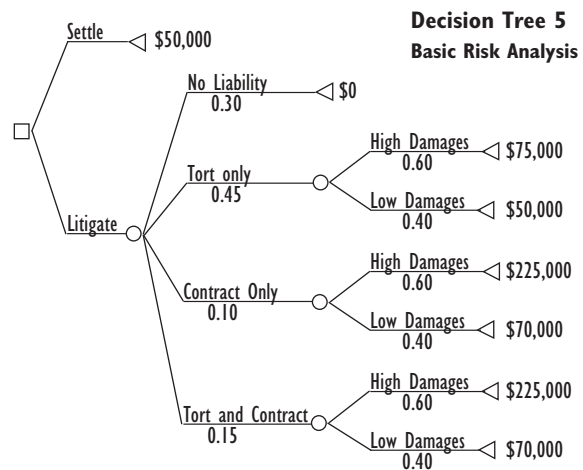 Decision Tree 5
Basic Risk Analysis
Settle
$50,000
No Liability
0.30
$0
High Damages
0.60
$75,000
Tort only
0.45
Low Damages
0.40
$50,000
Litigate
High Damages
0.60
$225,000
Contract Only
0.10
Low Damages
0.40
$70,000
High Damages
0.60
$225,000
Tort and Contract
0.15
Low Damages
0.40
$70,000